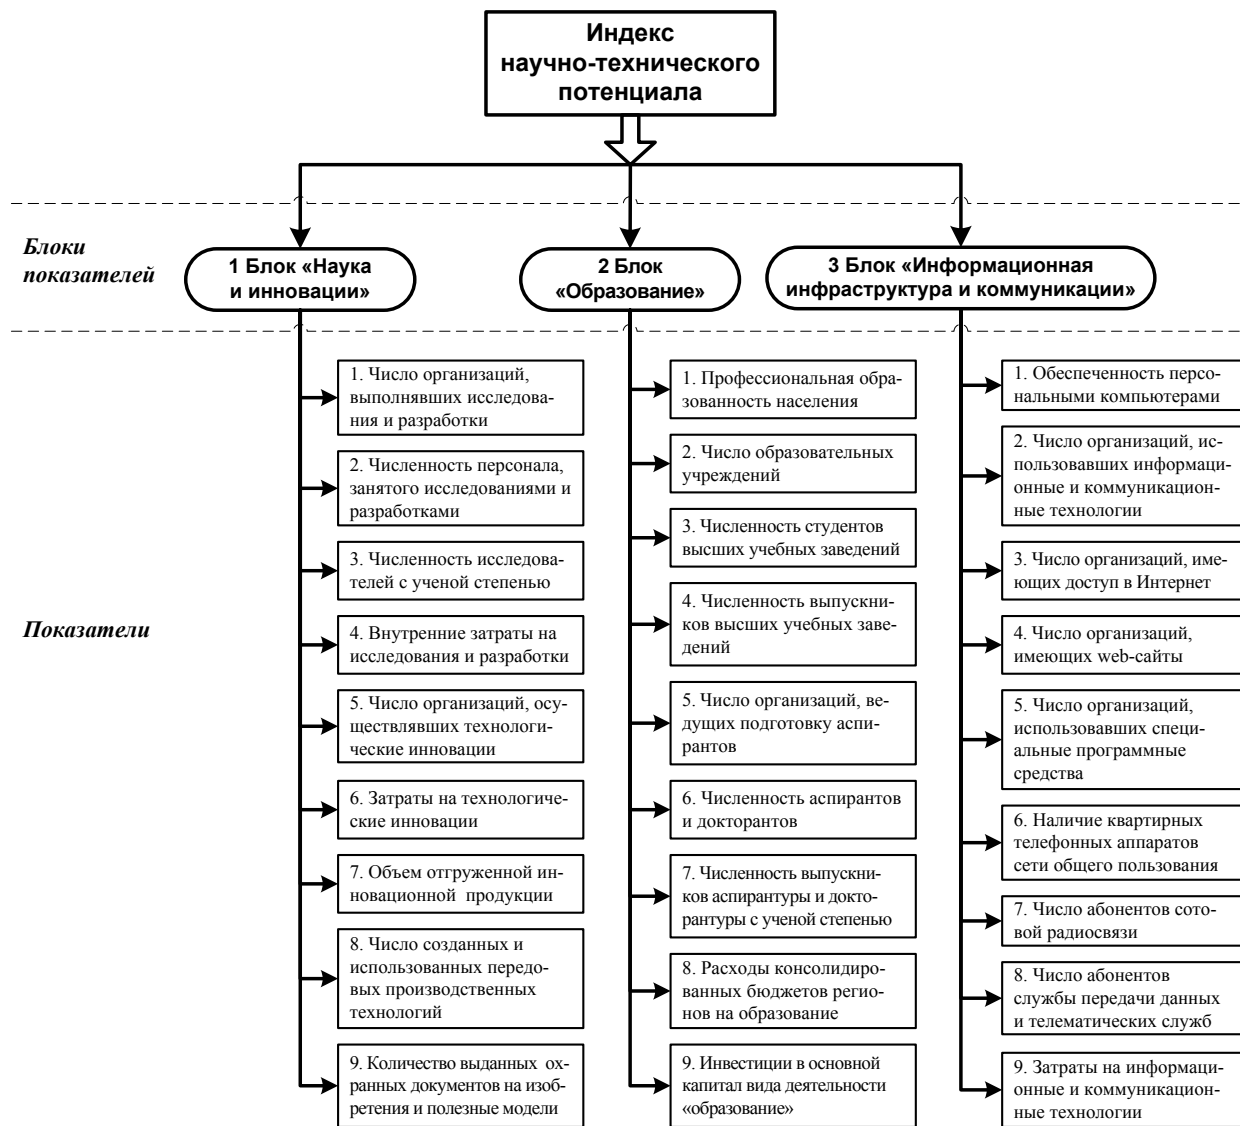 Индекс
научно-технического
потенциала
Блоки
показателей
1 Блок «Наука
и инновации»
2 Блок
«Образование»
3 Блок «Информационная
инфраструктура и коммуникации»
Показатели
1. Число организаций,
выполнявших исследова-
ния и разработки
2. Численность персонала,
занятого исследованиями и
разработками
3. Численность исследова-
телей с ученой степенью
4. Внутренние затраты на
исследования и разработки
5. Число организаций, осу-
ществлявших технологи-
ческие инновации
6. Затраты на технологиче-
ские инновации
7. Объем отгруженной ин-
новационной продукции
8. Число созданных и
использованных передо-
вых производственных
технологий
9. Количество выданных ох-
ранных документов на изоб-
ретения и полезные модели
1. Профессиональная обра-
зованность населения
2. Число образовательных
учреждений
3. Численность студентов
высших учебных заведений
4. Численность выпускни-
ков высших учебных заве-
дений
5. Число организаций, ве-
дущих подготовку аспи-
рантов
6. Численность аспирантов
и докторантов
7. Численность выпускни-
ков аспирантуры и докто-
рантуры с ученой степенью
8. Расходы консолидиро-
ванных бюджетов регио-
нов на образование
9. Инвестиции в основной
капитал вида деятельности
«образование»
1. Обеспеченность персо-
нальными компьютерами
2. Число организаций, ис-
пользовавших информаци-
онные и коммуникацион-
ные технологии
3. Число организаций, име-
ющих доступ в Интернет
4. Число организаций,
имеющих web-сайты
5. Число организаций,
использовавших специ-
альные программные
средства
6. Наличие квартирных
телефонных аппаратов
сети общего пользования
7. Число абонентов сото-
вой радиосвязи
8. Число абонентов
службы передачи данных
и телематических служб
9. Затраты на информаци-
онные и коммуникацион-
ные технологии